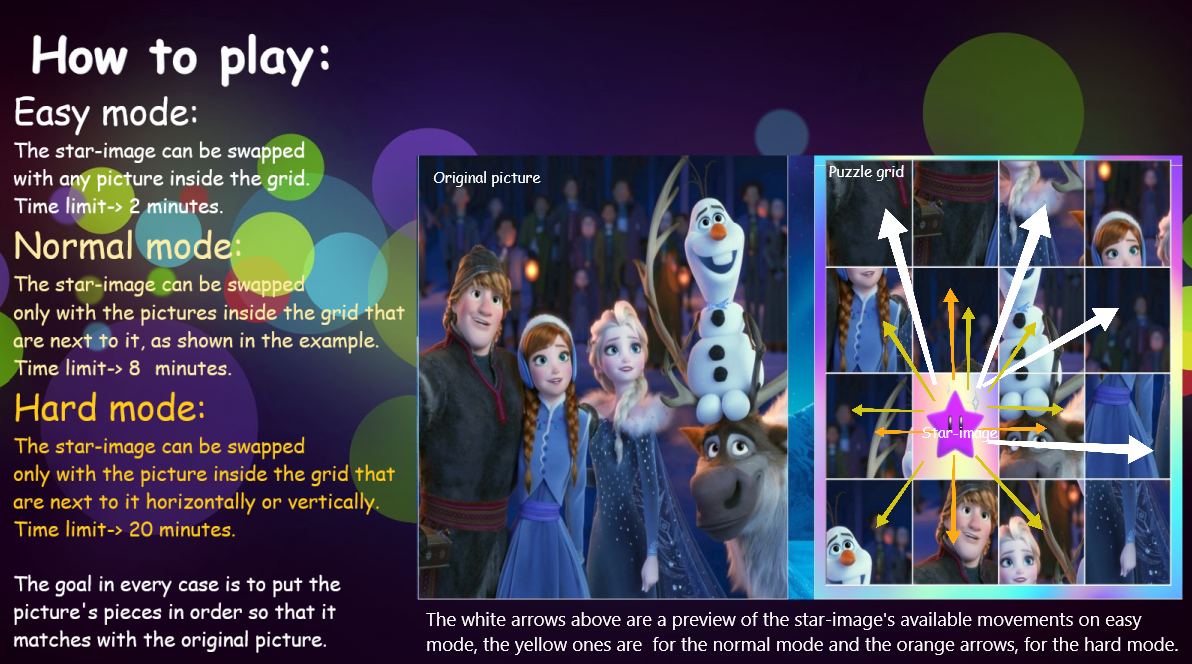 How to play:
Easy mode:
The star-image can be swapped
with any picture inside the grid.
Time limit-> 2 minutes.
Normal mode:
The star-image can be swapped
only with the pictures inside the grid that
are next to it, as shown in the example.
Time limit-> 8 minutes.
Hard mode:
The star-image can be swapped
only with the picture inside the grid that
are next to it horizontally or vertically.
Time limit-> 20 minutes.
The goal in every case is to put the
picture's pieces in order so that it
matches with the original picture.
Original picture
Puzzle grid
Star-image
The white arrows above are a preview of the star-image's available movements on easy
mode, the yellow ones are for the normal mode and the orange arrows, for the hard mode.